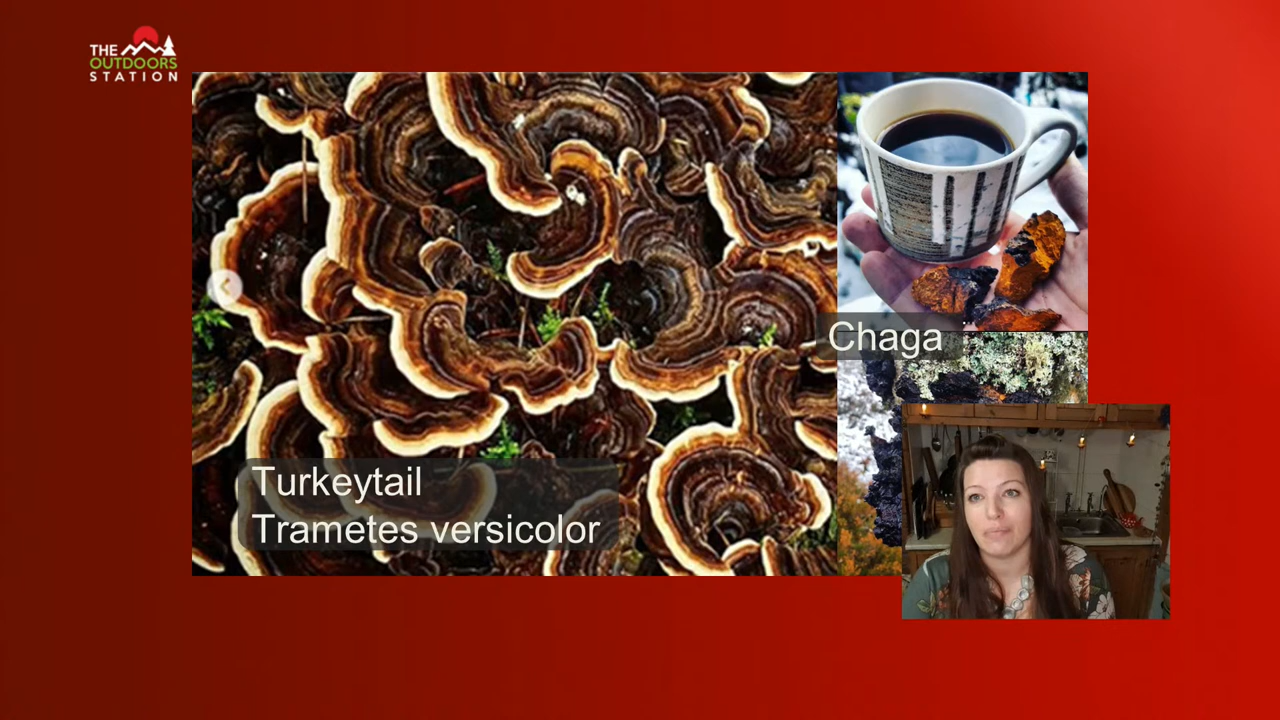 THE
OUTDOORS
STATION
Chaga
Turkeytail
Trametes versicolor